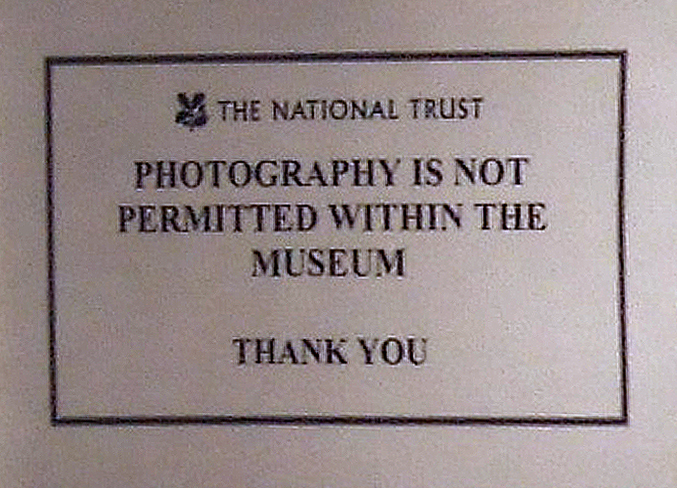 THE NATIONAL TRUST
PHOTOGRAPHY IS NOT
PERMITTED WITHIN THE
MUSEUM
THANK YOU